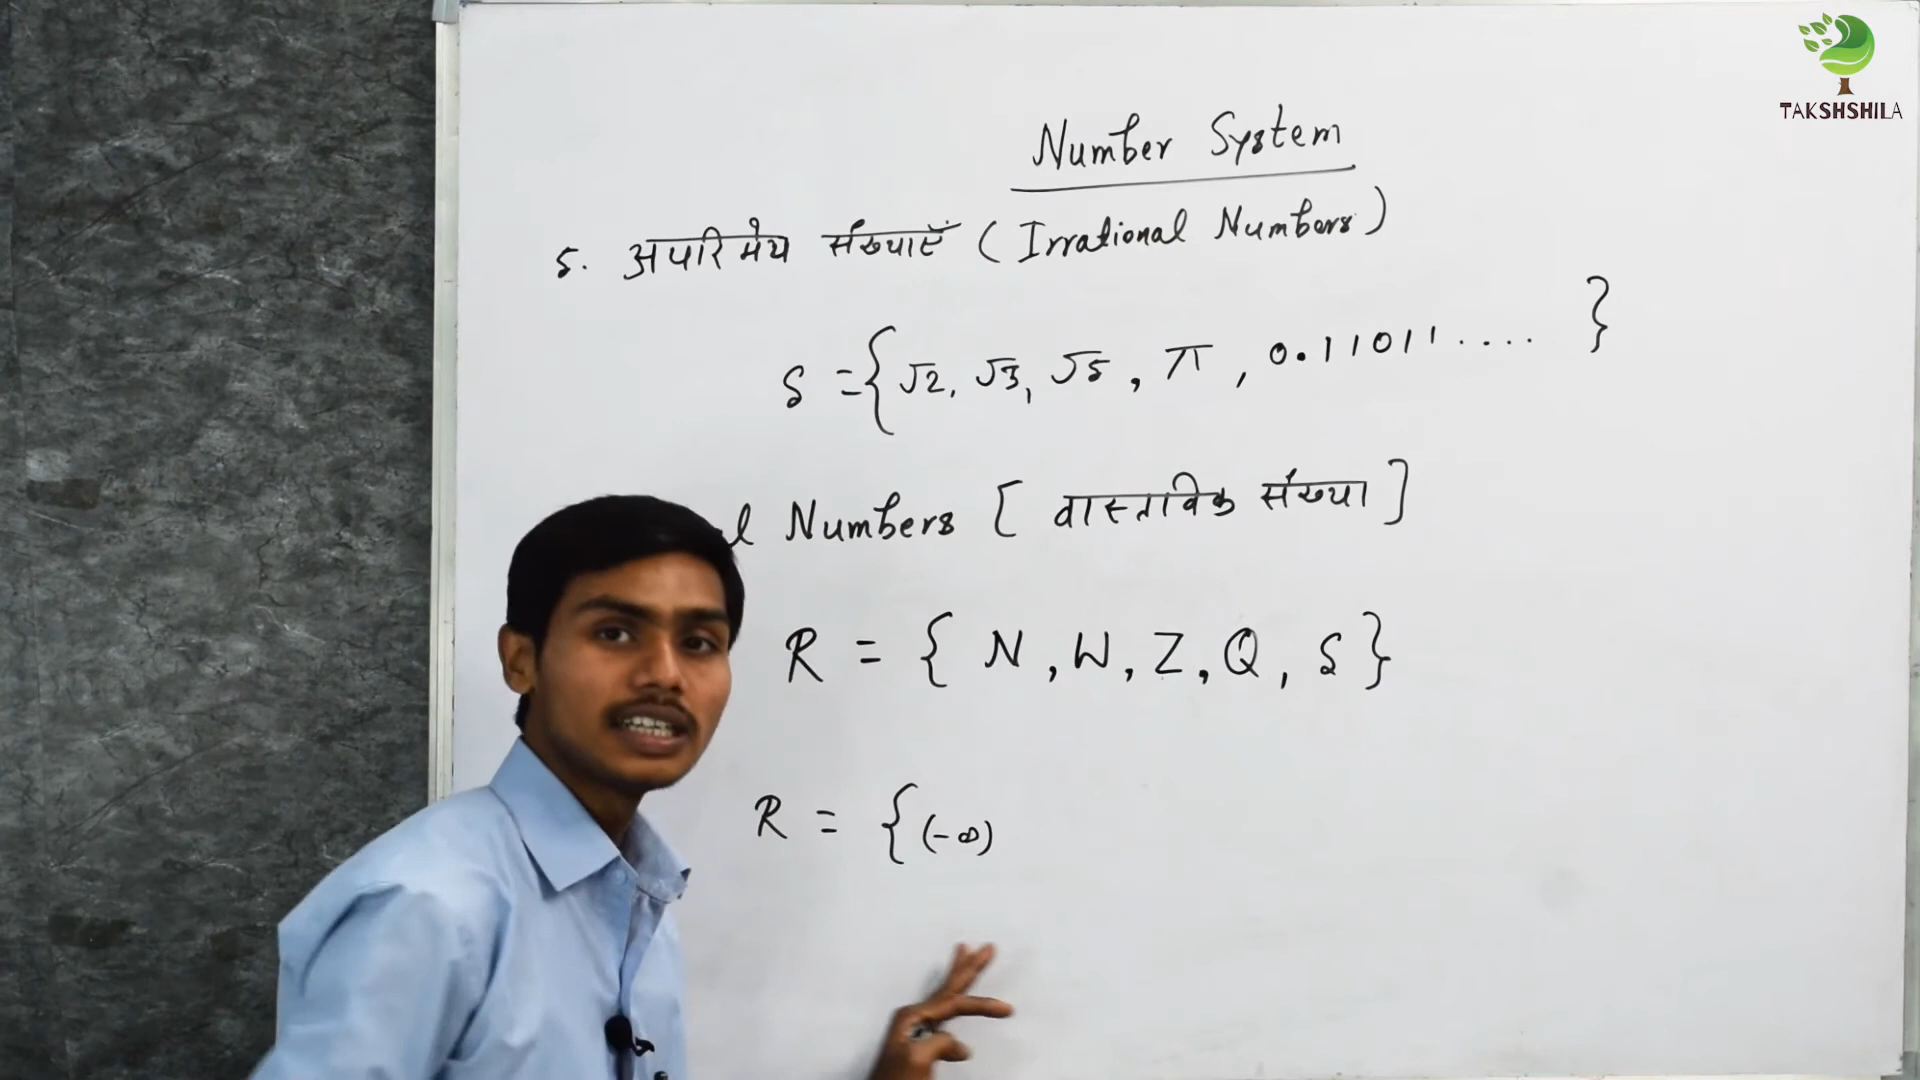 TAKSHSHILA
Number System
5. अपरिमेय संख्याएँ (Irrational Numbers)
S = {√2, √3, √5, π, 0.11011.... }
l Numbers [वास्तविक संख्या]
R = { N, W, Z, Q, S }
R = {(-∞)